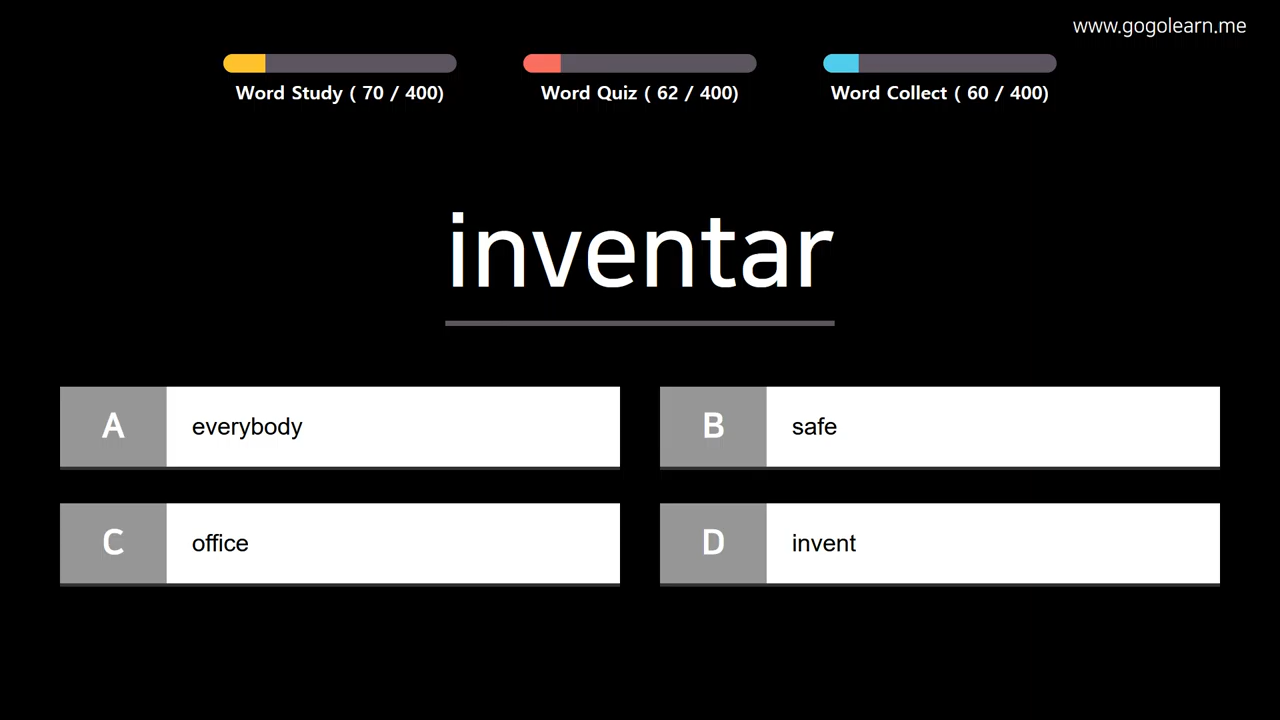 www.gogolearn.me
Word Study ( 70 / 400)
Word Quiz ( 62 / 400)
Word Collect ( 60 / 400)
inventar
A everybody
B safe
C office
D invent